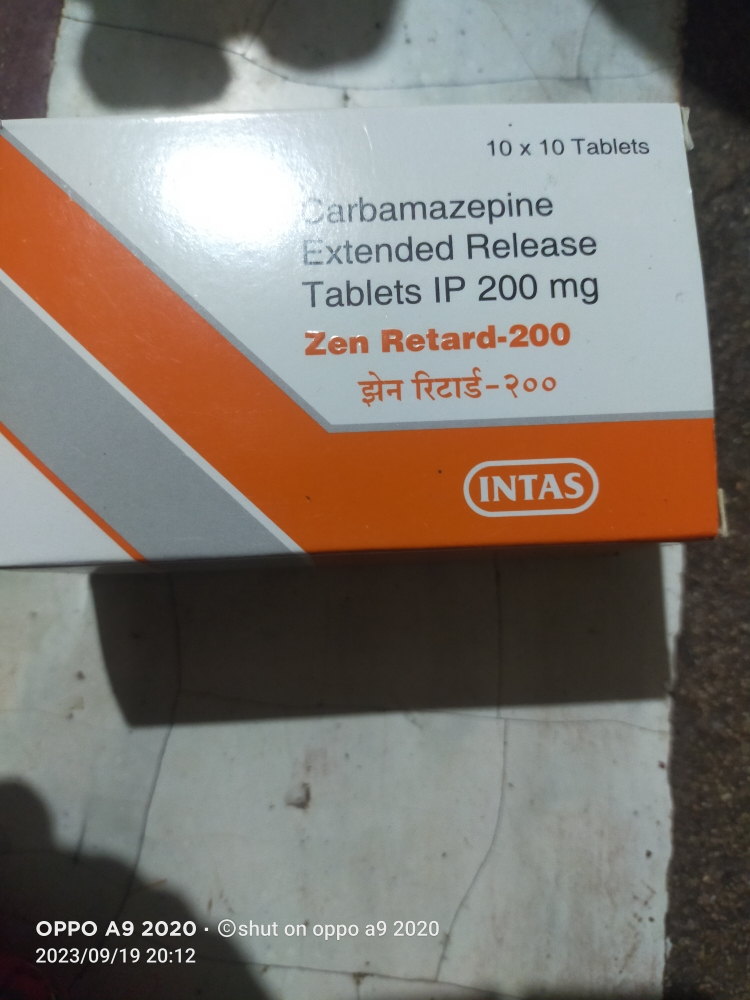 10 x 10 Tablets
Carbamazepine
Extended Release
Tablets IP 200 mg
Zen Retard-200
झेन रिटार्ड-२००
INTAS
OPPO A9 2020 · ©shut on oppo a9 2020
2023/09/19 20:12